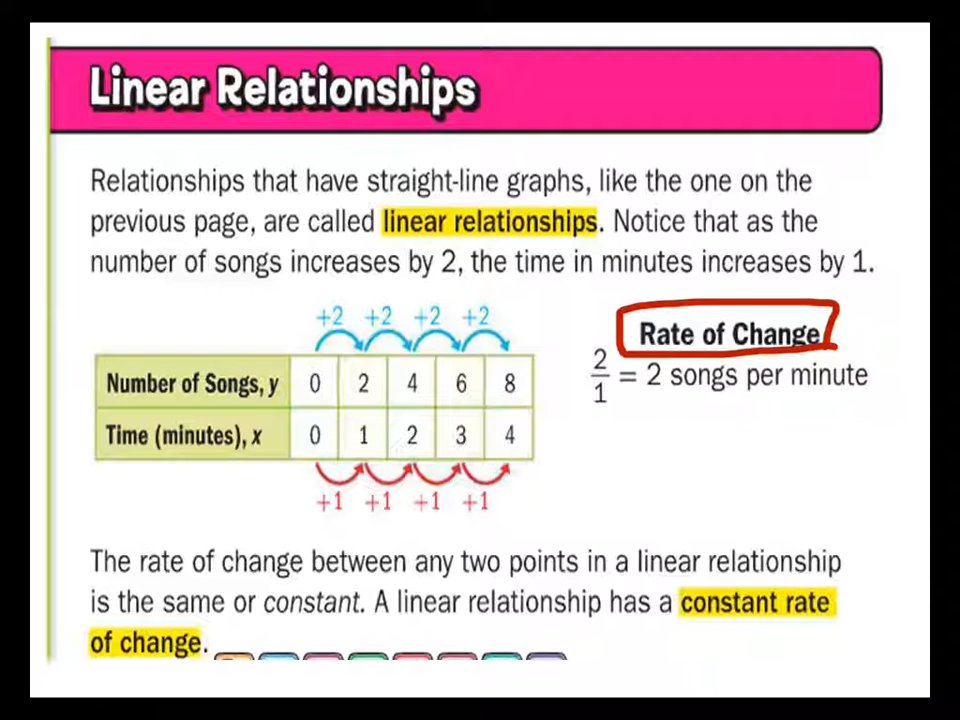 Linear Relationships
Relationships that have straight-line graphs, like the one on the
previous page, are called linear relationships. Notice that as the
number of songs increases by 2, the time in minutes increases by 1.
+2 +2 +2 +2
Number of Songs, y 0 2 4 6 8
Time (minutes), x 0 1 2 3 4
+1 +1 +1 +1
Rate of Change
2/1 = 2 songs per minute
The rate of change between any two points in a linear relationship
is the same or constant. A linear relationship has a constant rate
of change.